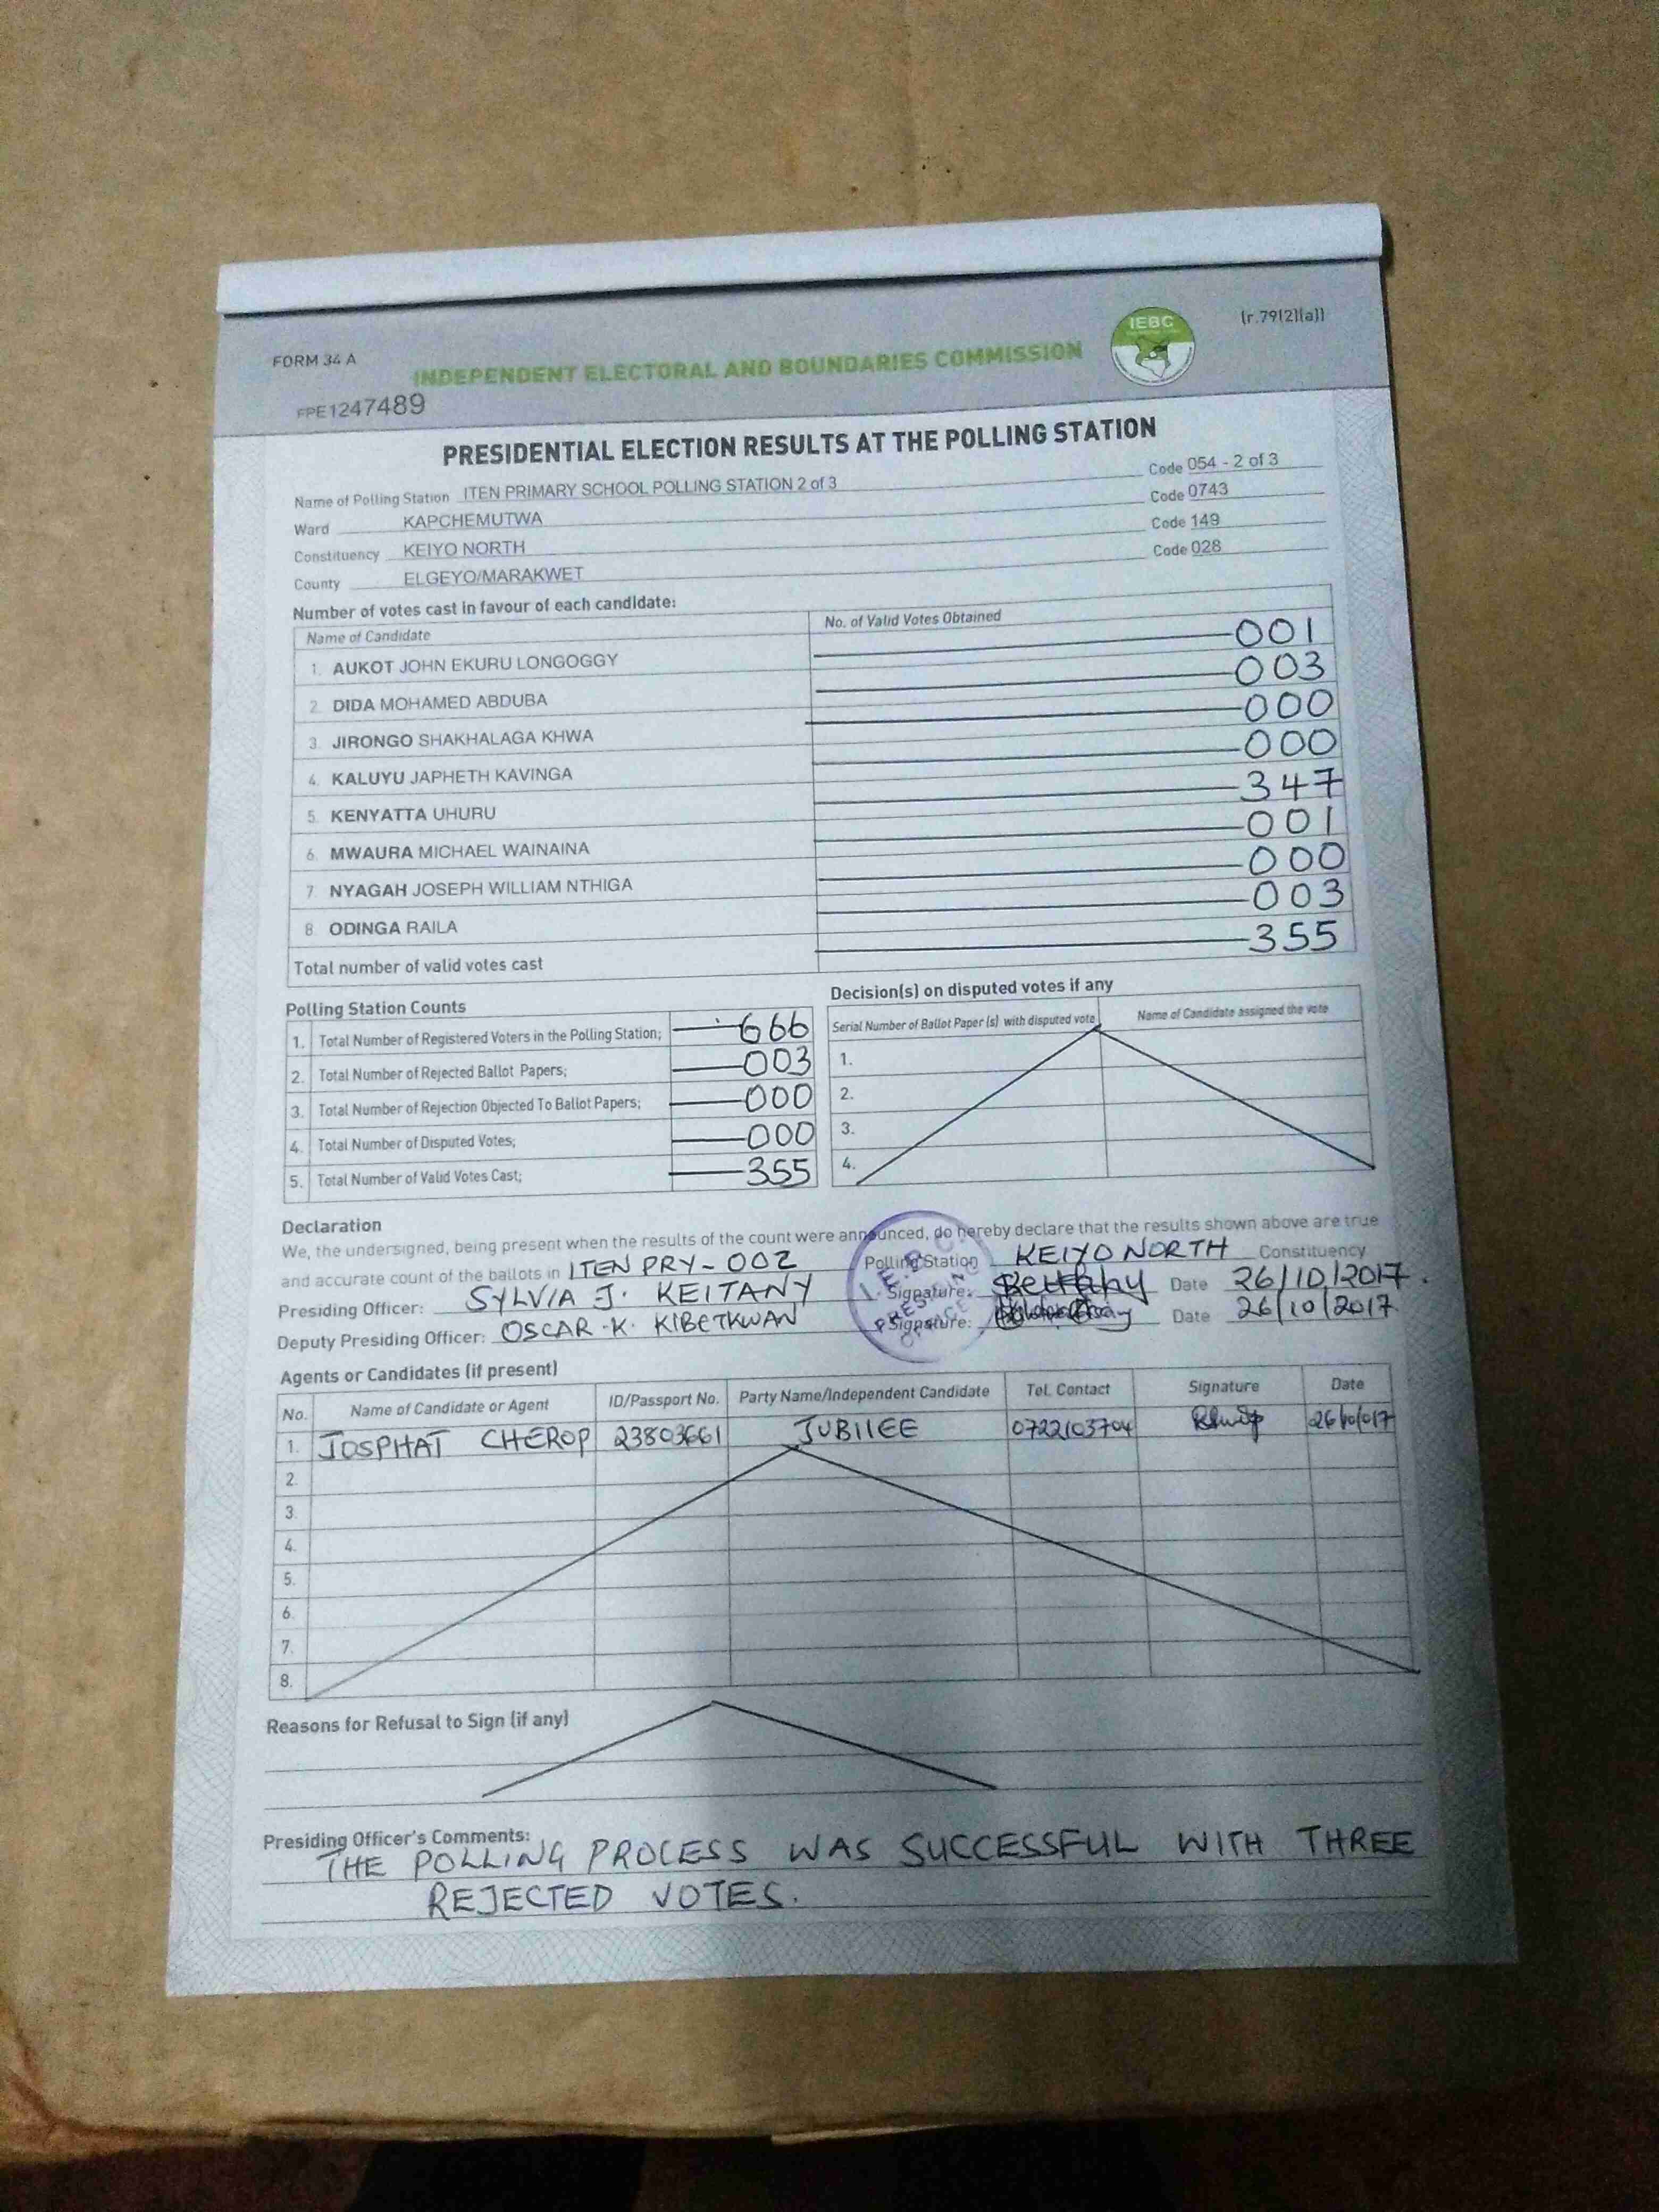 FORM 34 A
INDEPENDENT ELECTORAL AND BOUNDARIES COMMISSION
IEBC
(r.79(2)(a))
FPE1247489
PRESIDENTIAL ELECTION RESULTS AT THE POLLING STATION
Name of Polling Station ITEN PRIMARY SCHOOL POLLING STATION 2 of 3 Code 054 - 2 of 3
Ward KAPCHEMUTWA Code 0743
Constituency KEIYO NORTH Code 149
County ELGEYO/MARAKWET Code 028
Number of votes cast in favour of each candidate:
Name of Candidate No. of Valid Votes Obtained
1. AUKOT JOHN EKURU LONGOGGY 001
2. DIDA MOHAMED ABDUBA 003
3. JIRONGO SHAKHALAGA KHWA 000
4. KALUYU JAPHETH KAVINGA 000
5. KENYATTA UHURU 347
6. MWAURA MICHAEL WAINAINA 001
7. NYAGAH JOSEPH WILLIAM NTHIGA 000
8. ODINGA RAILA 003
Total number of valid votes cast 355
Polling Station Counts
1. Total Number of Registered Voters in the Polling Station; 666
2. Total Number of Rejected Ballot Papers; 003
3. Total Number of Rejection Objected To Ballot Papers; 000
4. Total Number of Disputed Votes; 000
5. Total Number of Valid Votes Cast; 355
Decision(s) on disputed votes if any
Serial Number of Ballot Paper (s) with disputed vote Name of Candidate assigned the vote
1.
2.
3.
4.
Declaration
We, the undersigned, being present when the results of the count were announced, do hereby declare that the results shown above are true
and accurate count of the ballots in ITEN PRY - 002 Polling Station KEIYO NORTH Constituency
Presiding Officer: SYLVIA J. KEITANY Signature: Date 26/10/2017.
Deputy Presiding Officer: OSCAR .K. KIBETKWAN Signature: Date 26/10/2017
I.E.B.C.
PRESIDING
OFFICER
Agents or Candidates (if present)
No. Name of Candidate or Agent ID/Passport No. Party Name/Independent Candidate Tel. Contact Signature Date
1. JOSPHAT CHEROP 23803661 JUBILEE 0722103704 26/10/017
2.
3.
4.
5.
6.
7.
8.
Reasons for Refusal to Sign (if any)
Presiding Officer's Comments:
THE POLLING PROCESS WAS SUCCESSFUL WITH THREE
REJECTED VOTES.